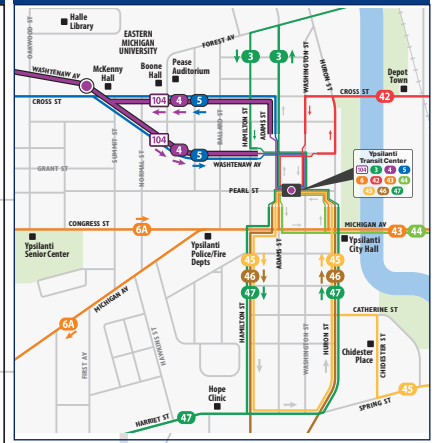 Halle
Library
OAKWOOD ST
EASTERN
MICHIGAN
UNIVERSITY
FOREST AV
WASHTENAW AV
McKenny
Hall
Boone
Hall
Pease
Auditorium
3
3
WASHINGTON ST
HURON ST
Depot
Town
CROSS ST
104
4
5
BALLARD ST
HAMILTON ST
ADAMS ST
CROSS ST
42
104
4
5
SUMMIT ST
NORMAL ST
WASHTENAW AV
GRANT ST
PEARL ST
Ypsilanti
Transit Center
104 3 4 5
6 42 43 44
45 46 47
CONGRESS ST
6A
MICHIGAN AV
43 44
Ypsilanti
Senior Center
Ypsilanti
Police/Fire
Depts
ADAMS ST
Ypsilanti
City Hall
45
46
47
45
46
47
MICHIGAN AV
6A
FIRST AV
HAWKINS ST
HAMILTON ST
WASHINGTON ST
HURON ST
CATHERINE ST
Chidester
Place
CHIDESTER ST
Hope
Clinic
HARRIET ST
47
SPRING ST
45